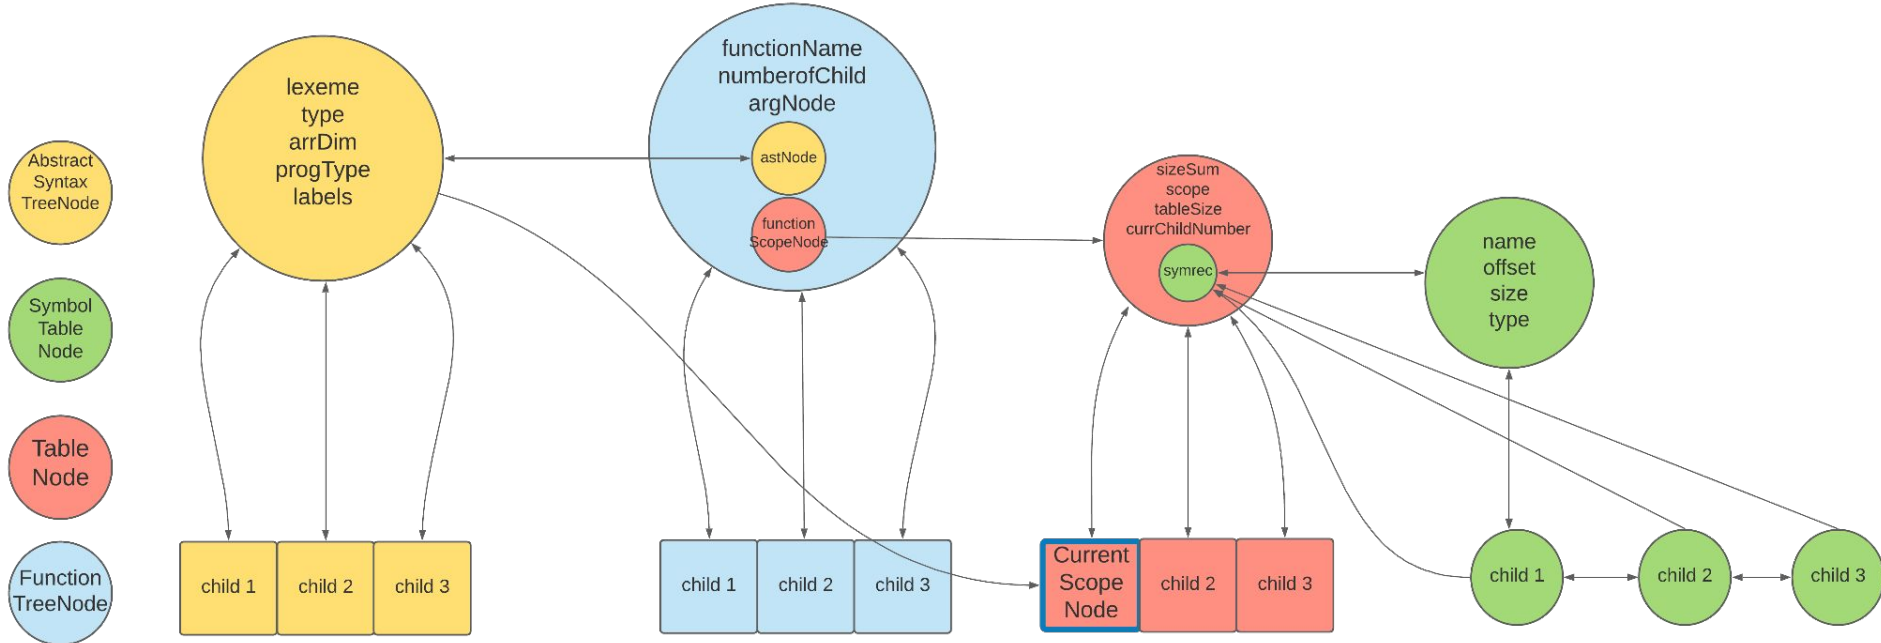 Abstract
Syntax
TreeNode
Symbol
Table
Node
Table
Node
Function
TreeNode
lexeme
type
arrDim
progType
labels
child 1
child 2
child 3
functionName
numberofChild
argNode
astNode
function
ScopeNode
child 1
child 2
child 3
sizeSum
scope
tableSize
currChildNumber
symrec
Current
Scope
Node
child 2
child 3
name
offset
size
type
child 1
child 2
child 3